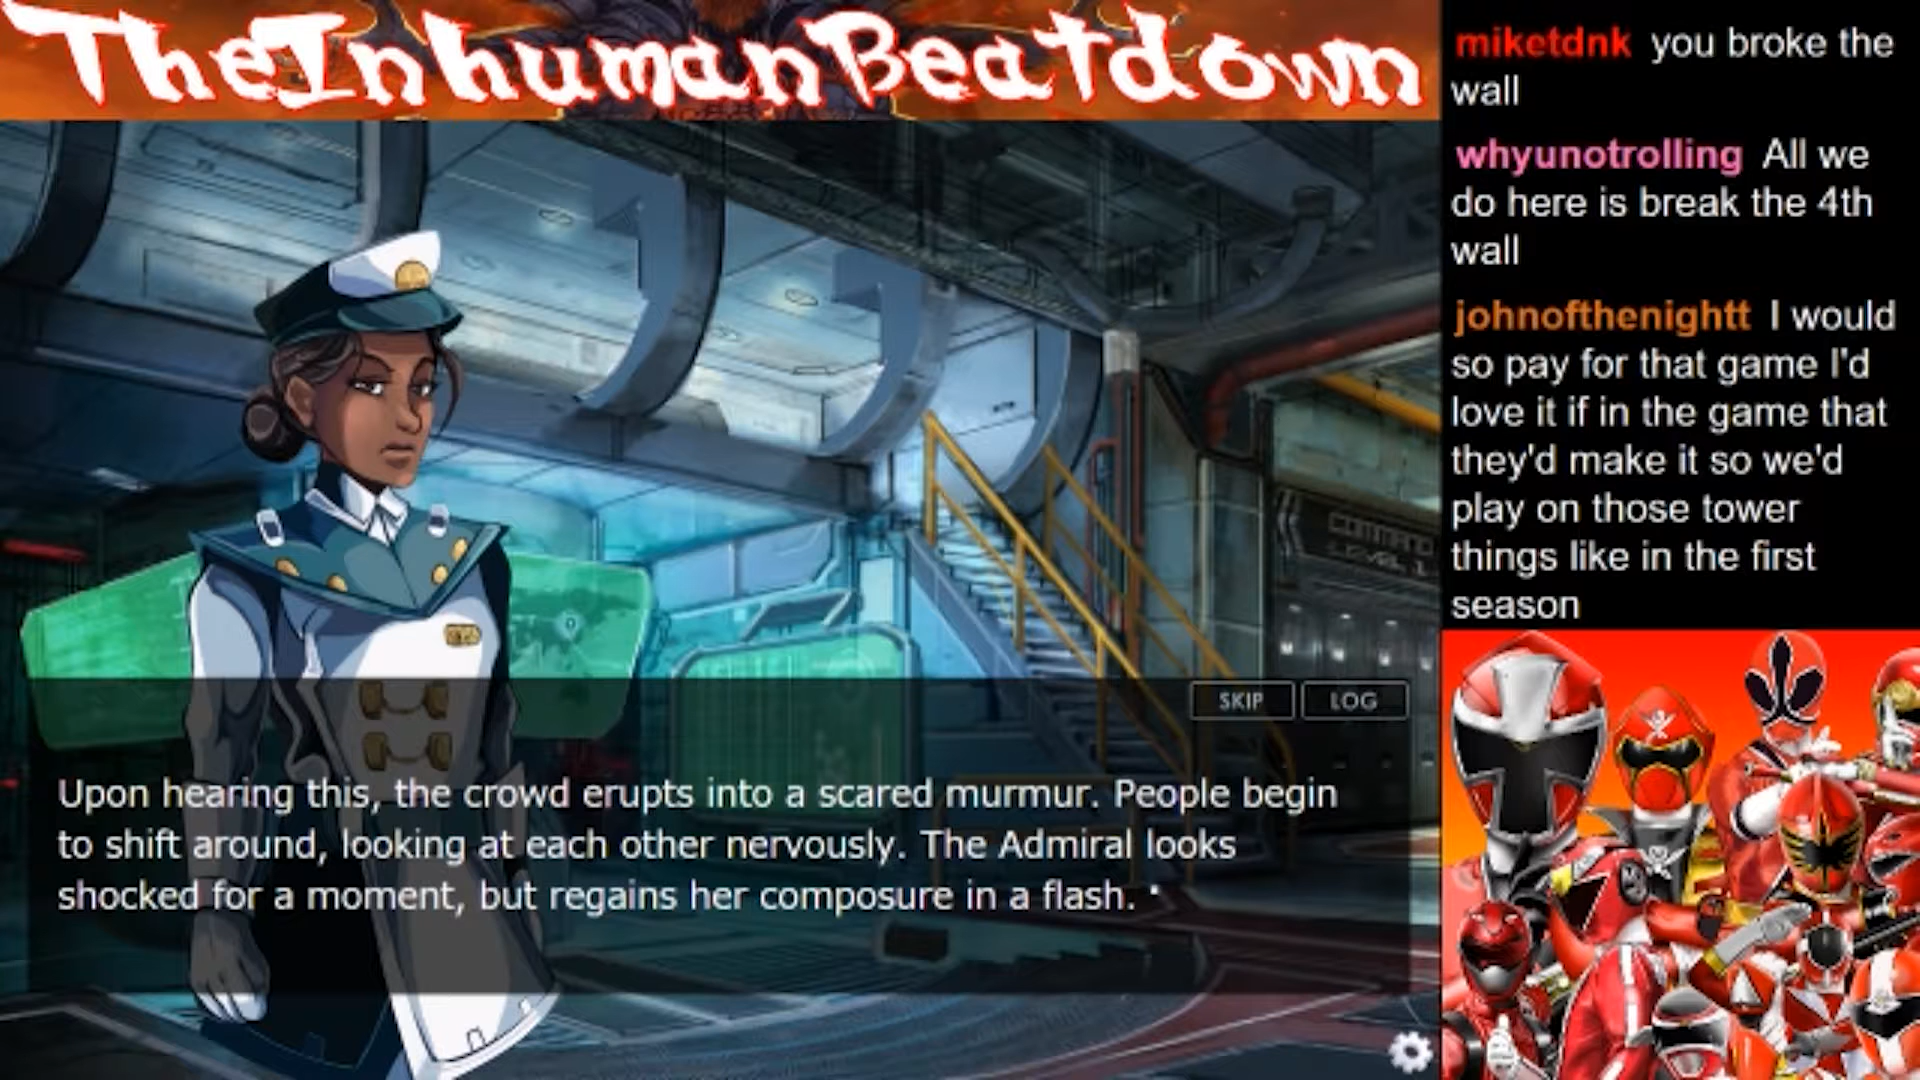 TheInhumanBeatdown
miketdnk you broke the
wall
whyunotrolling All we
do here is break the 4th
wall
johnofthenightt I would
so pay for that game I'd
love it if in the game that
they'd make it so we'd
play on those tower
things like in the first
season
COMMAND
LEVEL 1
SKIP
LOG
Upon hearing this, the crowd erupts into a scared murmur. People begin
to shift around, looking at each other nervously. The Admiral looks
shocked for a moment, but regains her composure in a flash.